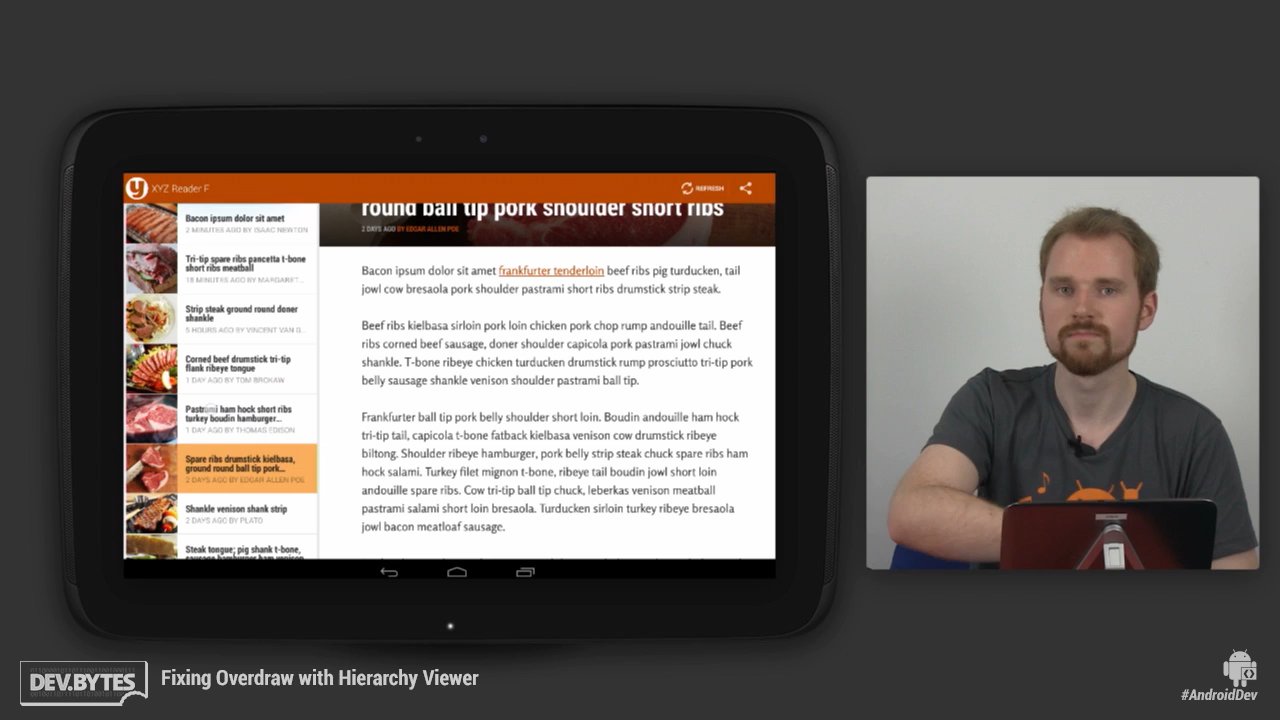 XYZ Reader F
REFRESH
Bacon ipsum dolor sit amet
2 MINUTES AGO BY ISAAC NEWTON
Tri-tip spare ribs pancetta t-bone
short ribs meatball
18 MINUTES AGO BY MARGARET...
Strip steak ground round doner
shankle
5 HOURS AGO BY VINCENT VAN G...
Corned beef drumstick tri-tip
flank ribeye tongue
1 DAY AGO BY TOM BROKAW
Pastrami ham hock short ribs
turkey boudin hamburger...
1 DAY AGO BY THOMAS EDISON
Spare ribs drumstick kielbasa,
ground round ball tip pork...
2 DAYS AGO BY EDGAR ALLEN POE
Shankle venison shank strip
2 DAYS AGO BY PLATO
Steak tongue; pig shank t-bone,
sausage hamburger ham venison
round ball tip pork shoulder short ribs
2 DAYS AGO BY EDGAR ALLEN POE
Bacon ipsum dolor sit amet frankfurter tenderloin beef ribs pig turducken, tail
jowl cow bresaola pork shoulder pastrami short ribs drumstick strip steak.
Beef ribs kielbasa sirloin pork loin chicken pork chop rump andouille tail. Beef
ribs corned beef sausage, doner shoulder capicola pork pastrami jowl chuck
shankle. T-bone ribeye chicken turducken drumstick rump prosciutto tri-tip pork
belly sausage shankle venison shoulder pastrami ball tip.
Frankfurter ball tip pork belly shoulder short loin. Boudin andouille ham hock
tri-tip tail, capicola t-bone fatback kielbasa venison cow drumstick ribeye
biltong. Shoulder ribeye hamburger, pork belly strip steak chuck spare ribs ham
hock salami. Turkey filet mignon t-bone, ribeye tail boudin jowl short loin
andouille spare ribs. Cow tri-tip ball tip chuck, leberkas venison meatball
pastrami salami short loin bresaola. Turducken sirloin turkey ribeye bresaola
jowl bacon meatloaf sausage.
DEV.BYTES
Fixing Overdraw with Hierarchy Viewer
#AndroidDev